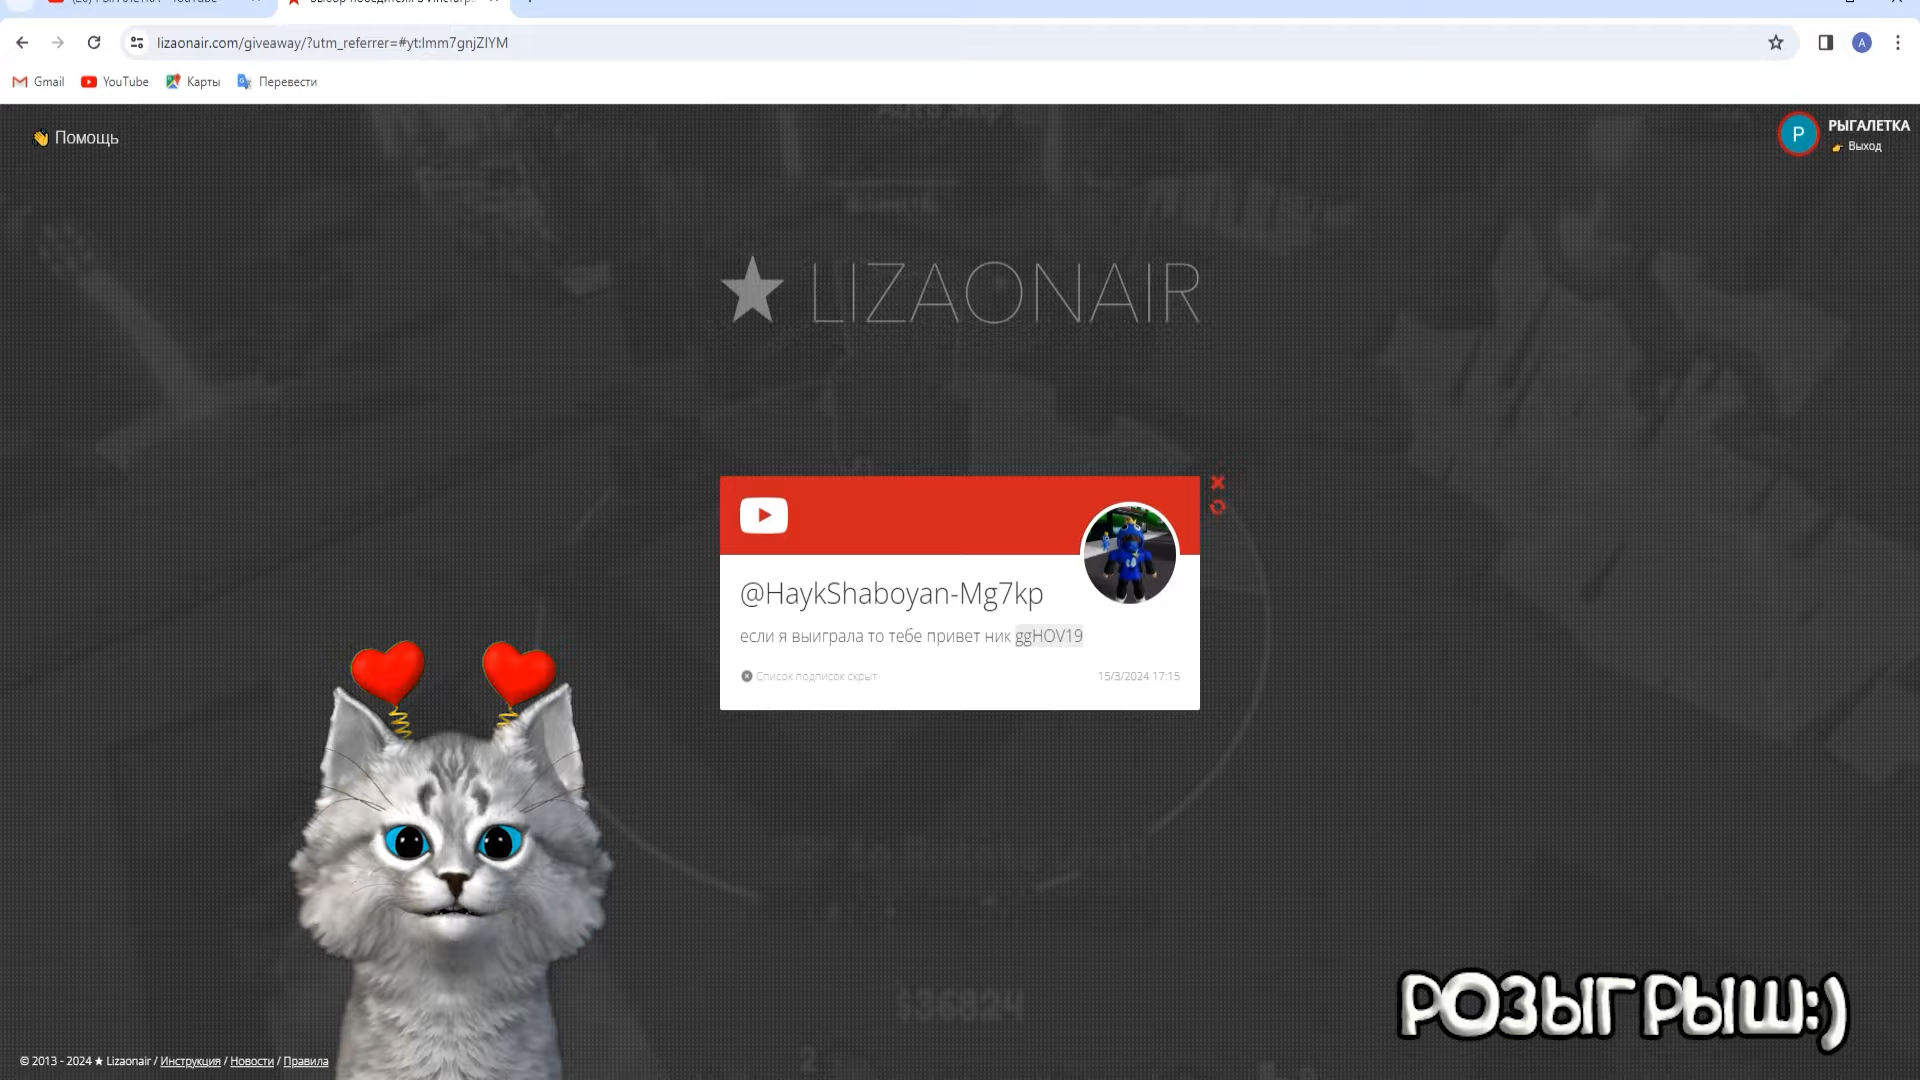 lizaonair.com/giveaway/?utm_referrer=#yt:lmm7gnjZIYM
A
Gmail YouTube Карты Перевести
👋 Помощь
Р
РЫГАЛЕТКА
👉 Выход
★ LIZAONAIR
@HaykShaboyan-Mg7kp
если я выиграла то тебе привет ник ggHOV19
Список подписок скрыт 15/3/2024 17:15
$36824
РОЗЫГРЫШ:)
© 2013 - 2024 ★ Lizaonair / Инструкция / Новости / Правила